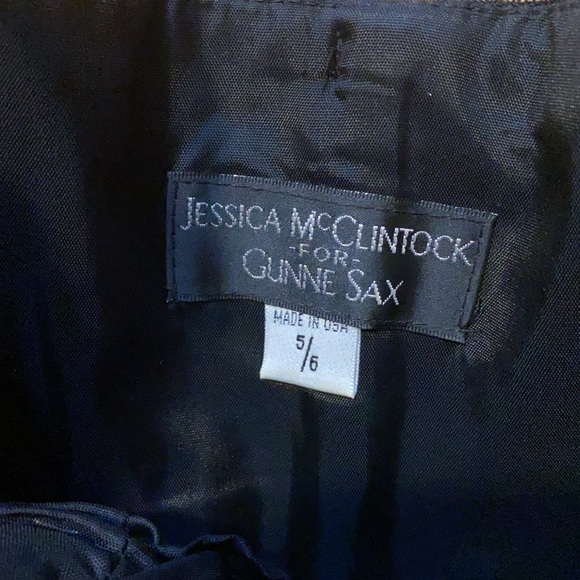 JESSICA MCCLINTOCK
-FOR-
GUNNE SAX
MADE IN USA
5/6